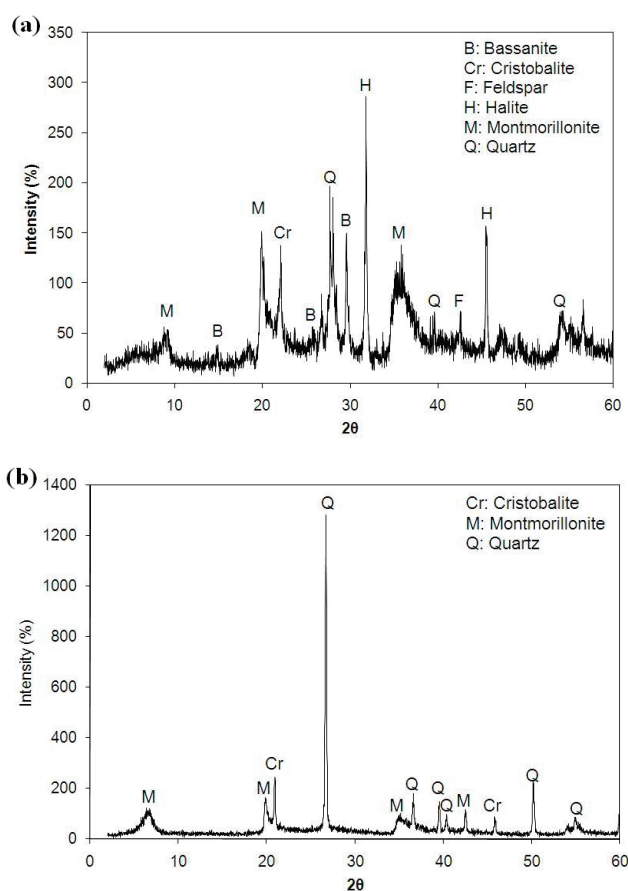 (a)
350
300
250
200
150
100
50
0
Intensity (%)
B: Bassanite
Cr: Cristobalite
F: Feldspar
H: Halite
M: Montmorillonite
Q: Quartz
M
B
M
Cr
B
Q
B
H
M
Q
F
H
Q
0 10 20 30 40 50 60
2θ
(b)
1400
1200
1000
800
600
400
200
0
Intensity (%)
Cr: Cristobalite
M: Montmorillonite
Q: Quartz
M
M
Cr
Q
M
Q
Q
Q
M
Cr
Q
Q
0 10 20 30 40 50 60
2θ